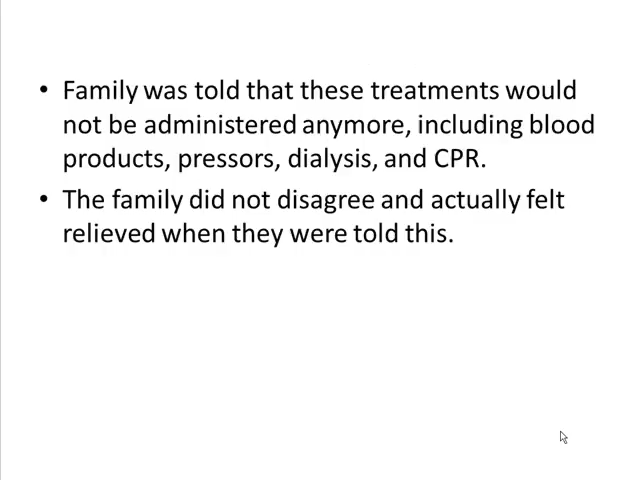 • Family was told that these treatments would
not be administered anymore, including blood
products, pressors, dialysis, and CPR.
• The family did not disagree and actually felt
relieved when they were told this.